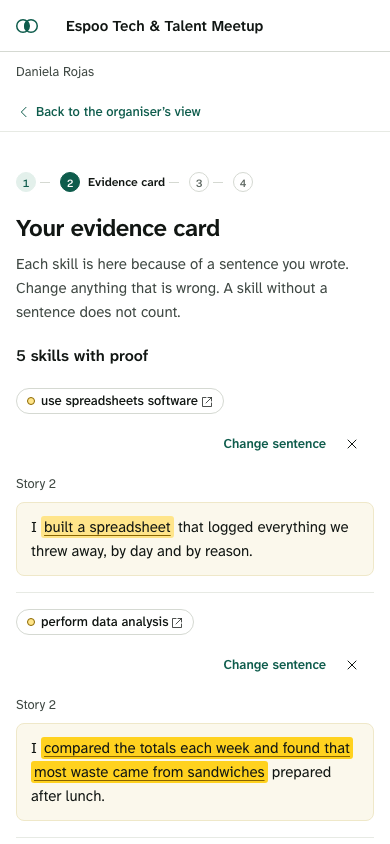 Espoo Tech & Talent Meetup
Daniela Rojas
Back to the organiser's view
1
2
Evidence card
3
4
Your evidence card
Each skill is here because of a sentence you wrote.
Change anything that is wrong. A skill without a
sentence does not count.
5 skills with proof
use spreadsheets software
Change sentence
Story 2
I built a spreadsheet that logged everything we
threw away, by day and by reason.
perform data analysis
Change sentence
Story 2
I compared the totals each week and found that
most waste came from sandwiches prepared
after lunch.